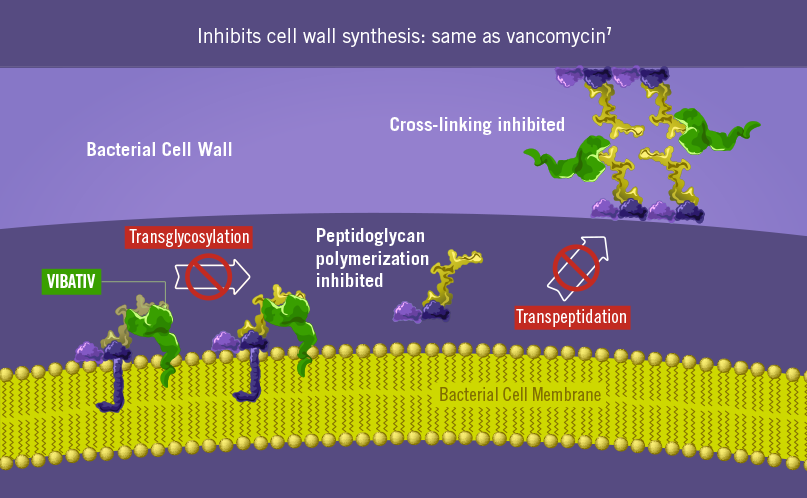 Inhibits cell wall synthesis: same as vancomycin⁷
Cross-linking inhibited
Bacterial Cell Wall
Transglycosylation
Peptidoglycan
polymerization
inhibited
VIBATIV
Transpeptidation
Bacterial Cell Membrane